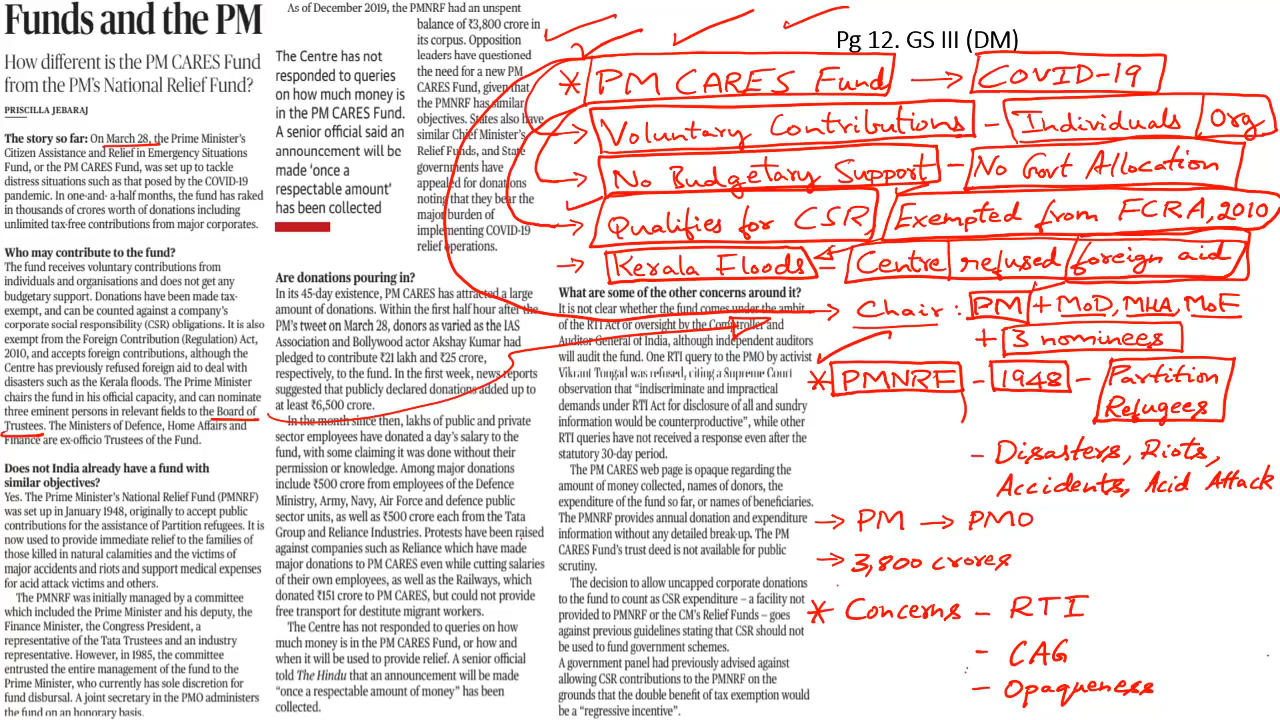 Funds and the PM
How different is the PM CARES Fund
from the PM's National Relief Fund?
PRISCILLA JEBARAJ
The story so far: On March 28, the Prime Minister's
Citizen Assistance and Relief in Emergency Situations
Fund, or the PM CARES Fund, was set up to tackle
distress situations such as that posed by the COVID-19
pandemic. In one-and- a-half months, the fund has raked
in thousands of crores worth of donations including
unlimited tax-free contributions from major corporates.
Who may contribute to the fund?
The fund receives voluntary contributions from
individuals and organisations and does not get any
budgetary support. Donations have been made tax-
exempt, and can be counted against a company's
corporate social responsibility (CSR) obligations. It is also
exempt from the Foreign Contribution (Regulation) Act,
2010, and accepts foreign contributions, although the
Centre has previously refused foreign aid to deal with
disasters such as the Kerala floods. The Prime Minister
chairs the fund in his official capacity, and can nominate
three eminent persons in relevant fields to the Board of
Trustees. The Ministers of Defence, Home Affairs and
Finance are ex-officio Trustees of the Fund.
Does not India already have a fund with
similar objectives?
Yes. The Prime Minister's National Relief Fund (PMNRF)
was set up in January 1948, originally to accept public
contributions for the assistance of Partition refugees. It is
now used to provide immediate relief to the families of
those killed in natural calamities and the victims of
major accidents and riots and support medical expenses
for acid attack victims and others.
The PMNRF was initially managed by a committee
which included the Prime Minister and his deputy, the
Finance Minister, the Congress President, a
representative of the Tata Trustees and an industry
representative. However, in 1985, the committee
entrusted the entire management of the fund to the
Prime Minister, who currently has sole discretion for
fund disbursal. A joint secretary in the PMO administers
the fund on an honorary basis.
As of December 2019, the PMNRF had an unspent
balance of ₹3,800 crore in
its corpus. Opposition
leaders have questioned
the need for a new PM
CARES Fund, given that
the PMNRF has similar
objectives. States also have
similar Chief Minister's
Relief Funds, and State
governments have
appealed for donations
noting that they bear the
major burden of
implementing COVID-19
relief operations.
The Centre has not
responded to queries
on how much money is
in the PM CARES Fund.
A senior official said an
announcement will be
made 'once a
respectable amount'
has been collected
Are donations pouring in?
In its 45-day existence, PM CARES has attracted a large
amount of donations. Within the first half hour after the
PM's tweet on March 28, donors as varied as the IAS
Association and Bollywood actor Akshay Kumar had
pledged to contribute ₹21 lakh and ₹25 crore,
respectively, to the fund. In the first week, news reports
suggested that publicly declared donations added up to
at least ₹6,500 crore.
In the month since then, lakhs of public and private
sector employees have donated a day's salary to the
fund, with some claiming it was done without their
permission or knowledge. Among major donations
include ₹500 crore from employees of the Defence
Ministry, Army, Navy, Air Force and defence public
sector units, as well as ₹500 crore each from the Tata
Group and Reliance Industries. Protests have been raised
against companies such as Reliance which have made
major donations to PM CARES even while cutting salaries
of their own employees, as well as the Railways, which
donated ₹151 crore to PM CARES, but could not provide
free transport for destitute migrant workers.
The Centre has not responded to queries on how
much money is in the PM CARES Fund, or how and
when it will be used to provide relief. A senior official
told The Hindu that an announcement will be made
"once a respectable amount of money" has been
collected.
What are some of the other concerns around it?
It is not clear whether the fund comes under the ambit
of the RTI Act or oversight by the Comptroller and
Auditor General of India, although independent auditors
will audit the fund. One RTI query to the PMO by activist
Vikrant Tongad was refused, citing a Supreme Court
observation that "indiscriminate and impractical
demands under RTI Act for disclosure of all and sundry
information would be counterproductive", while other
RTI queries have not received a response even after the
statutory 30-day period.
The PM CARES web page is opaque regarding the
amount of money collected, names of donors, the
expenditure of the fund so far, or names of beneficiaries.
The PMNRF provides annual donation and expenditure
information without any detailed break-up. The PM
CARES Fund's trust deed is not available for public
scrutiny.
The decision to allow uncapped corporate donations
to the fund to count as CSR expenditure – a facility not
provided to PMNRF or the CM's Relief Funds – goes
against previous guidelines stating that CSR should not
be used to fund government schemes.
A government panel had previously advised against
allowing CSR contributions to the PMNRF on the
grounds that the double benefit of tax exemption would
be a "regressive incentive".
Pg 12. GS III (DM)
* PM CARES Fund → COVID-19
→ Voluntary Contributions - Individuals Org
→ No Budgetary Support - No Govt Allocation
→ Qualifies for CSR, Exempted from FCRA, 2010
→ Kerala Floods ← Centre refused foreign aid
→ Chair: PM + MoD, MHA, MoF
+ 3 nominees
* PMNRF - 1948 - Partition
Refugees
- Disasters, Riots,
Accidents, Acid Attack
→ PM → PMO
→ 3,800 crores
* Concerns - RTI
- CAG
- Opaqueness